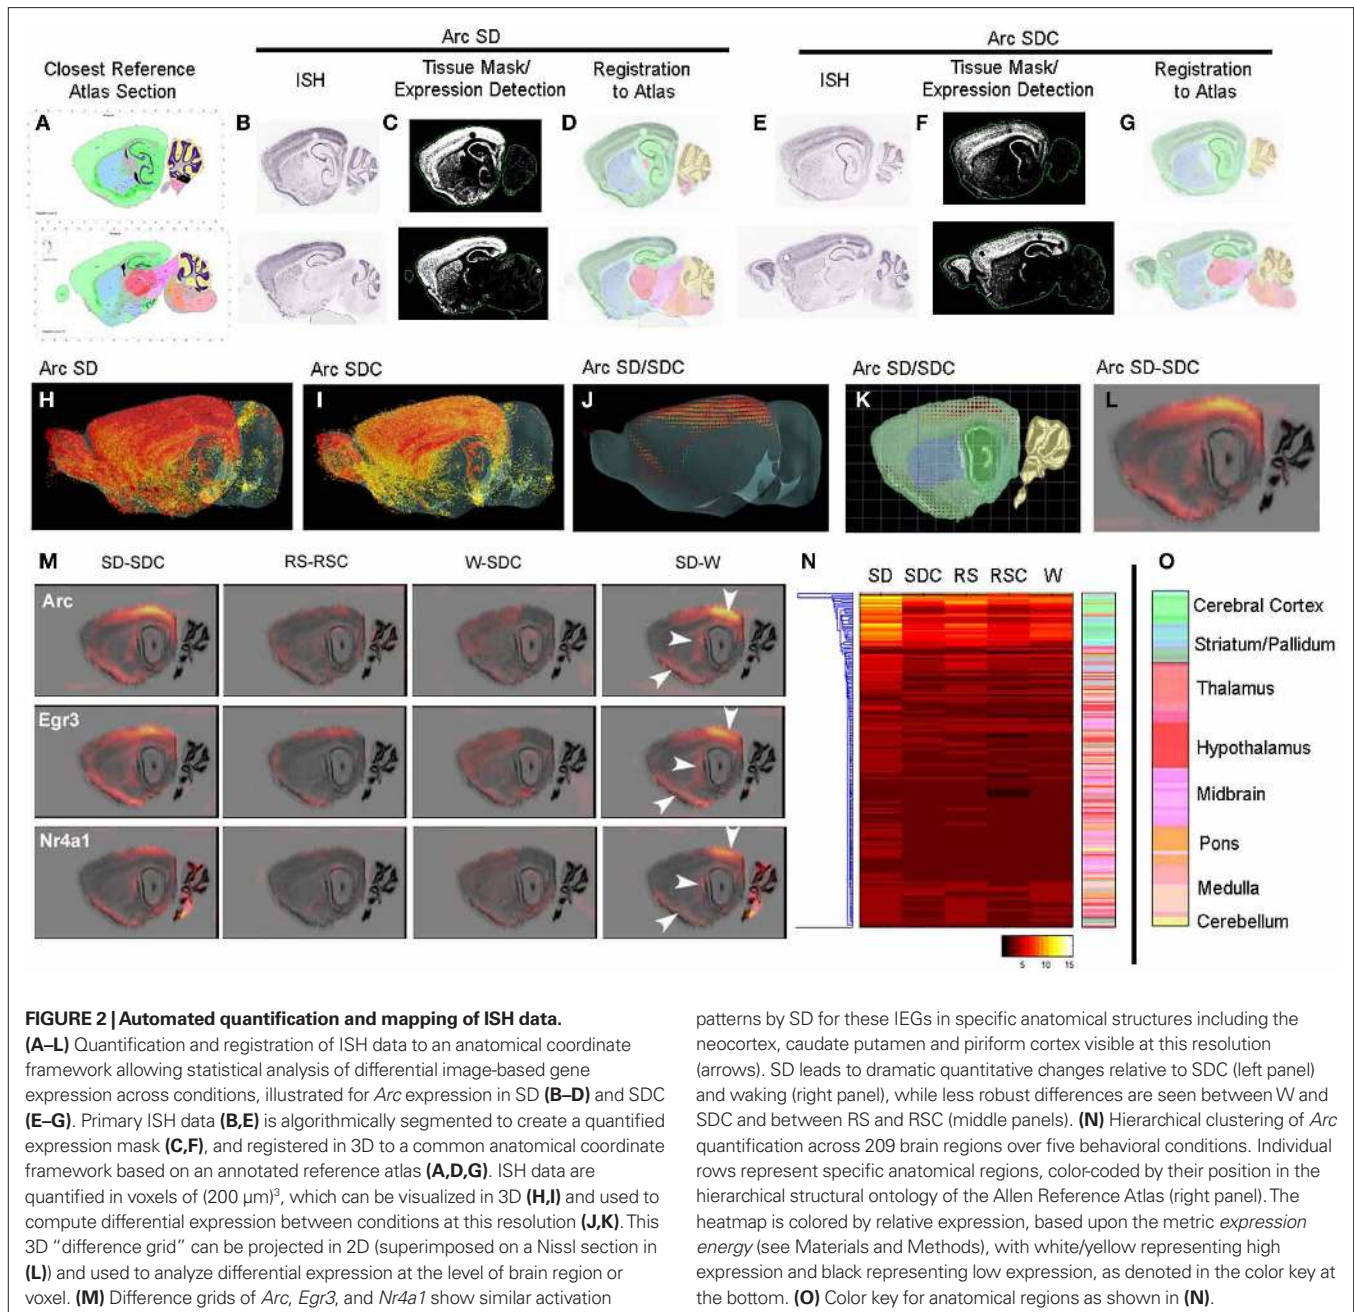 Arc SD
Arc SDC
Closest Reference
Atlas Section
ISH
Tissue Mask/
Expression Detection
Registration
to Atlas
ISH
Tissue Mask/
Expression Detection
Registration
to Atlas
A
B
C
D
E
F
G
Arc SD
Arc SDC
Arc SD/SDC
Arc SD/SDC
Arc SD-SDC
H
I
J
K
L
M
SD-SDC
RS-RSC
W-SDC
SD-W
N
SD SDC RS RSC W
O
Arc
Egr3
Nr4a1
Cerebral Cortex
Striatum/Pallidum
Thalamus
Hypothalamus
Midbrain
Pons
Medulla
Cerebellum
5 10 15
FIGURE 2 | Automated quantification and mapping of ISH data.
(A–L) Quantification and registration of ISH data to an anatomical coordinate
framework allowing statistical analysis of differential image-based gene
expression across conditions, illustrated for Arc expression in SD (B–D) and SDC
(E–G). Primary ISH data (B,E) is algorithmically segmented to create a quantified
expression mask (C,F), and registered in 3D to a common anatomical coordinate
framework based on an annotated reference atlas (A,D,G). ISH data are
quantified in voxels of (200 µm)³, which can be visualized in 3D (H,I) and used to
compute differential expression between conditions at this resolution (J,K). This
3D “difference grid” can be projected in 2D (superimposed on a Nissl section in
(L)) and used to analyze differential expression at the level of brain region or
voxel. (M) Difference grids of Arc, Egr3, and Nr4a1 show similar activation
patterns by SD for these IEGs in specific anatomical structures including the
neocortex, caudate putamen and piriform cortex visible at this resolution
(arrows). SD leads to dramatic quantitative changes relative to SDC (left panel)
and waking (right panel), while less robust differences are seen between W and
SDC and between RS and RSC (middle panels). (N) Hierarchical clustering of Arc
quantification across 209 brain regions over five behavioral conditions. Individual
rows represent specific anatomical regions, color-coded by their position in the
hierarchical structural ontology of the Allen Reference Atlas (right panel). The
heatmap is colored by relative expression, based upon the metric expression
energy (see Materials and Methods), with white/yellow representing high
expression and black representing low expression, as denoted in the color key at
the bottom. (O) Color key for anatomical regions as shown in (N).